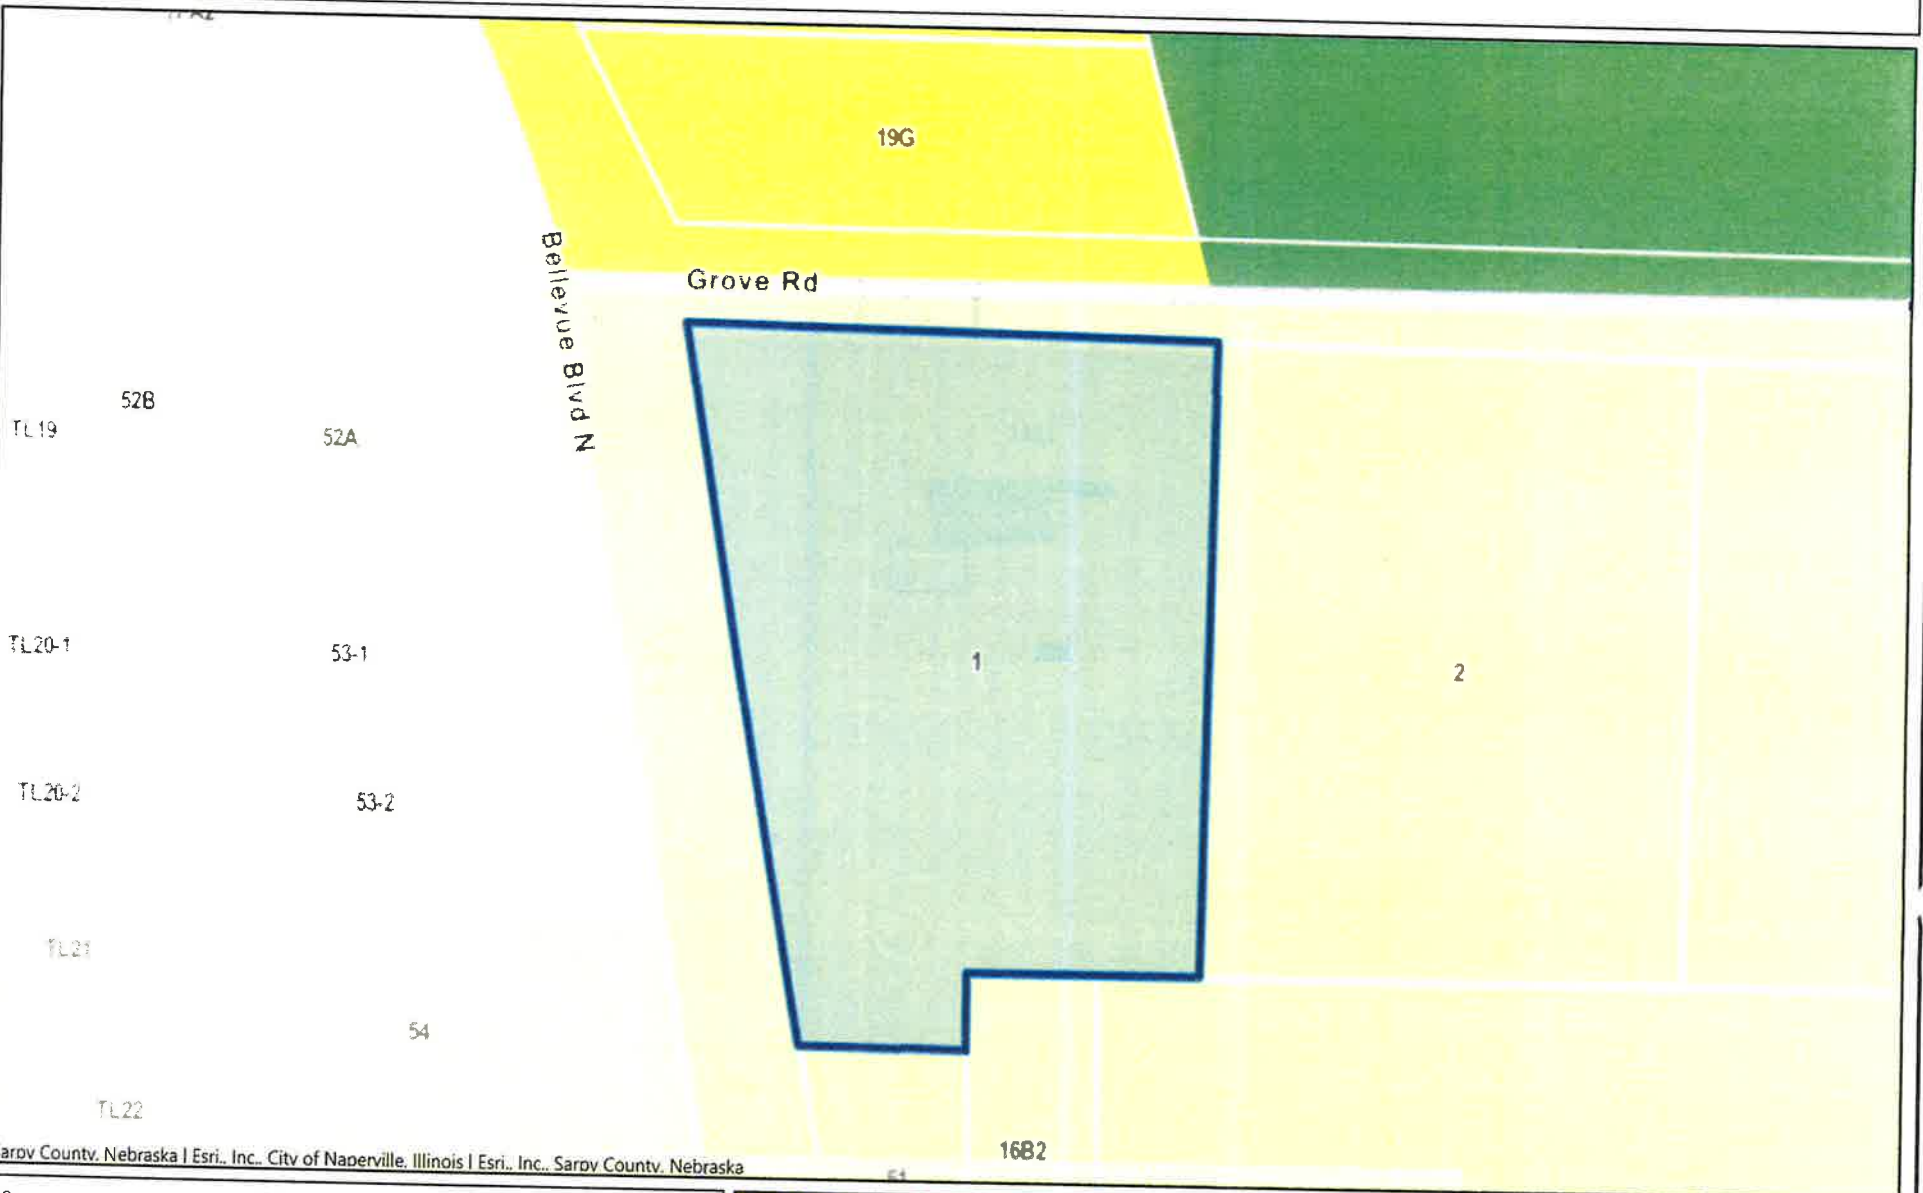 19G
Grove Rd
Bellevue Blvd N
52B
TL19
52A
TL20-1
53-1
1
2
TL20-2
53-2
TL21
54
TL22
16B2
arpy County, Nebraska | Esri., Inc., City of Naperville, Illinois | Esri., Inc., Sarpy County, Nebraska